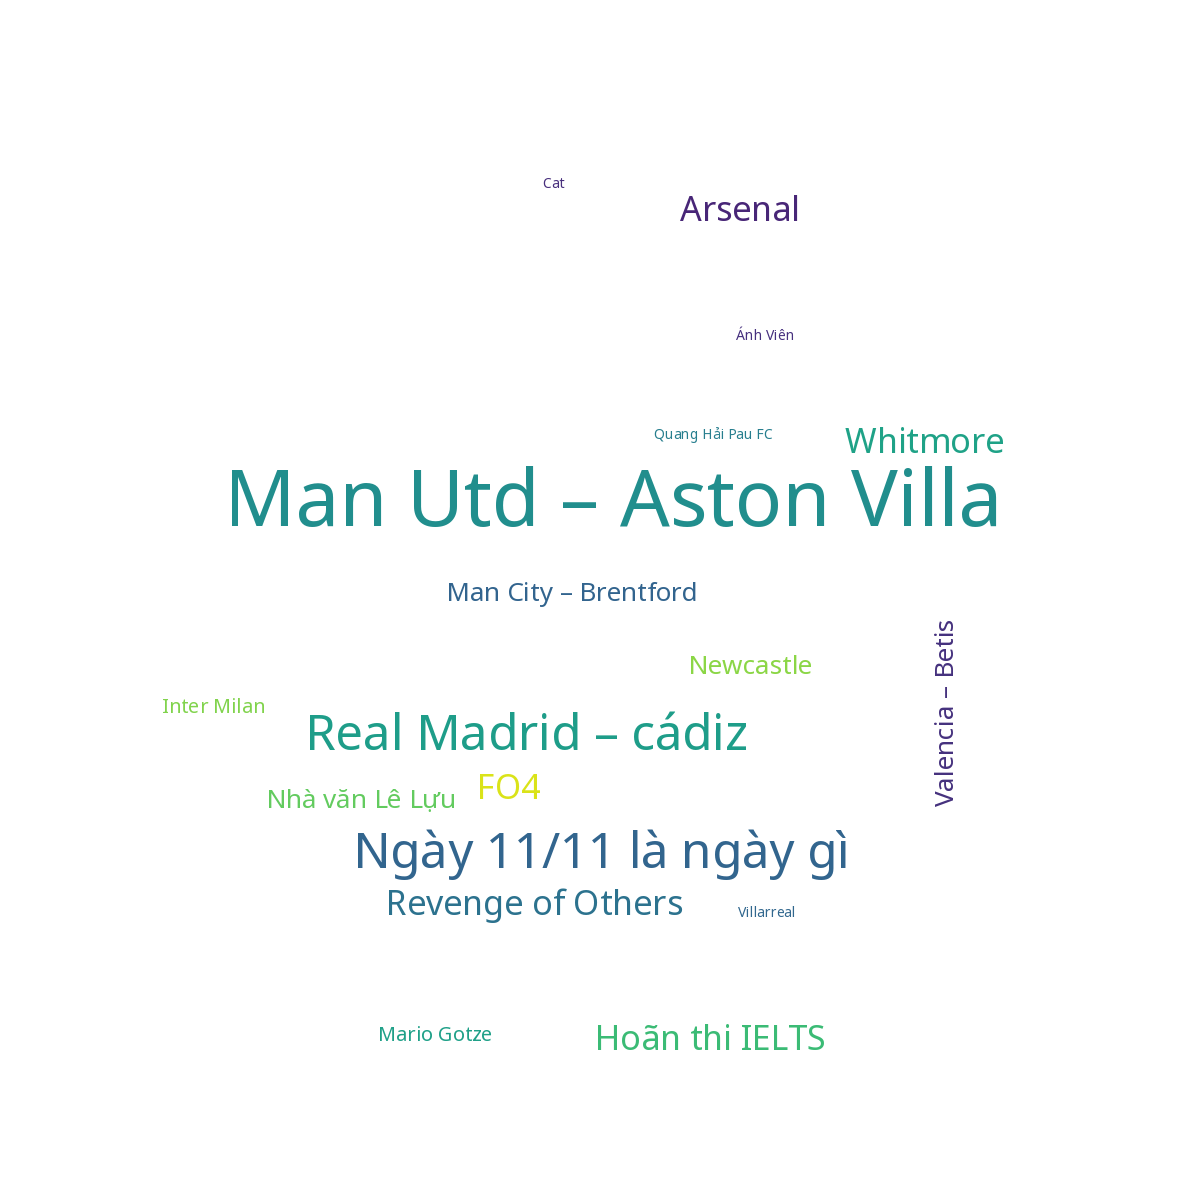 Cat
Arsenal
Ánh Viên
Quang Hải Pau FC
Whitmore
Man Utd – Aston Villa
Man City – Brentford
Valencia – Betis
Newcastle
Inter Milan
Real Madrid – cádiz
FO4
Nhà văn Lê Lựu
Ngày 11/11 là ngày gì
Revenge of Others
Villarreal
Mario Gotze
Hoãn thi IELTS